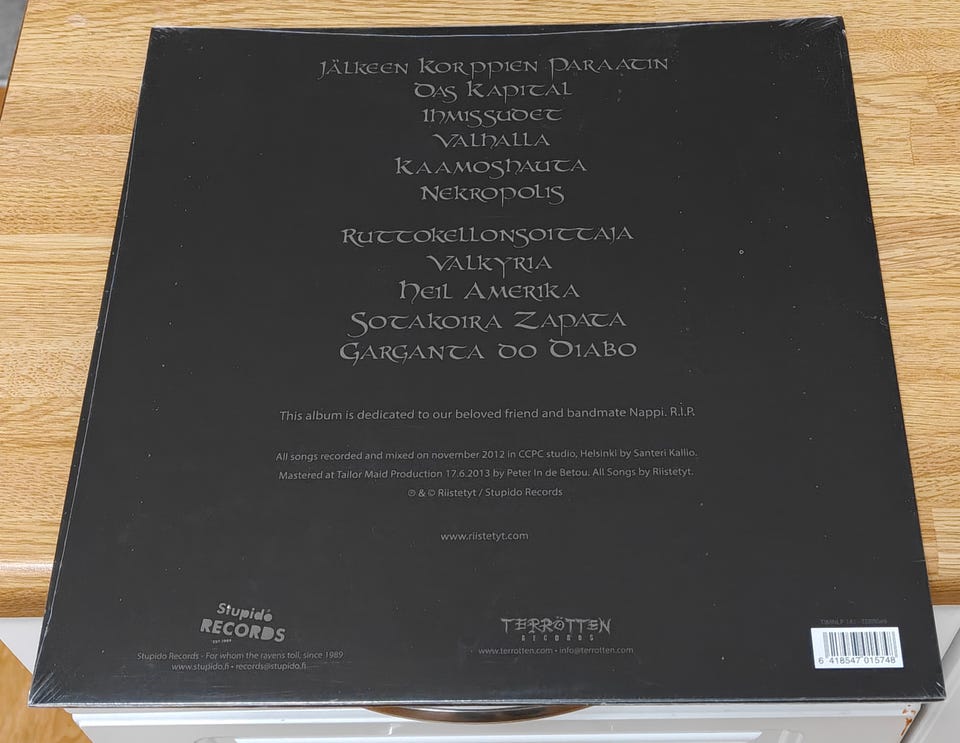 Jälkeen Korppien Paraatin
Das Kapital
Ihmissudet
Valhalla
Kaamoshauta
Nekropolis
Ruttokellonsoittaja
Valkyria
Heil Amerika
Sotakoira Zapata
Garganta do Diabo
This album is dedicated to our beloved friend and bandmate Nappi. R.I.P.
All songs recorded and mixed on november 2012 in CCPC studio, Helsinki by Santeri Kallio.
Mastered at Tailor Maid Production 17.6.2013 by Peter In de Betou. All Songs by Riistetyt.
℗ & © Riistetyt / Stupido Records
www.riistetyt.com
Stupido
RECORDS
EST. 1989
Stupido Records - For whom the ravens toll, since 1989
www.stupido.fi • records@stupido.fi
TERRÖTTEN
RECORDS
www.terrotten.com • info@terrotten.com
6 418547 015748